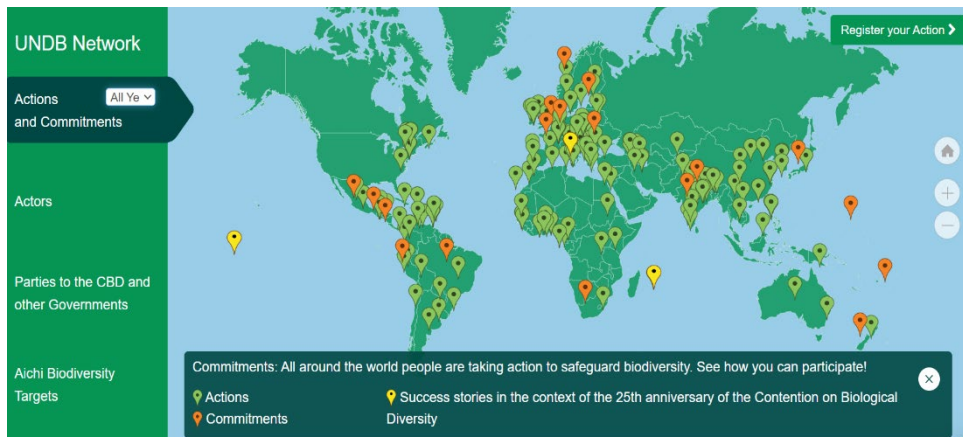 UNDB Network
Register your Action
Actions All Ye
and Commitments
Actors
Parties to the CBD and
other Governments
Aichi Biodiversity
Targets
Commitments: All around the world people are taking action to safeguard biodiversity. See how you can participate!
Actions
Commitments
Success stories in the context of the 25th anniversary of the Contention on Biological
Diversity